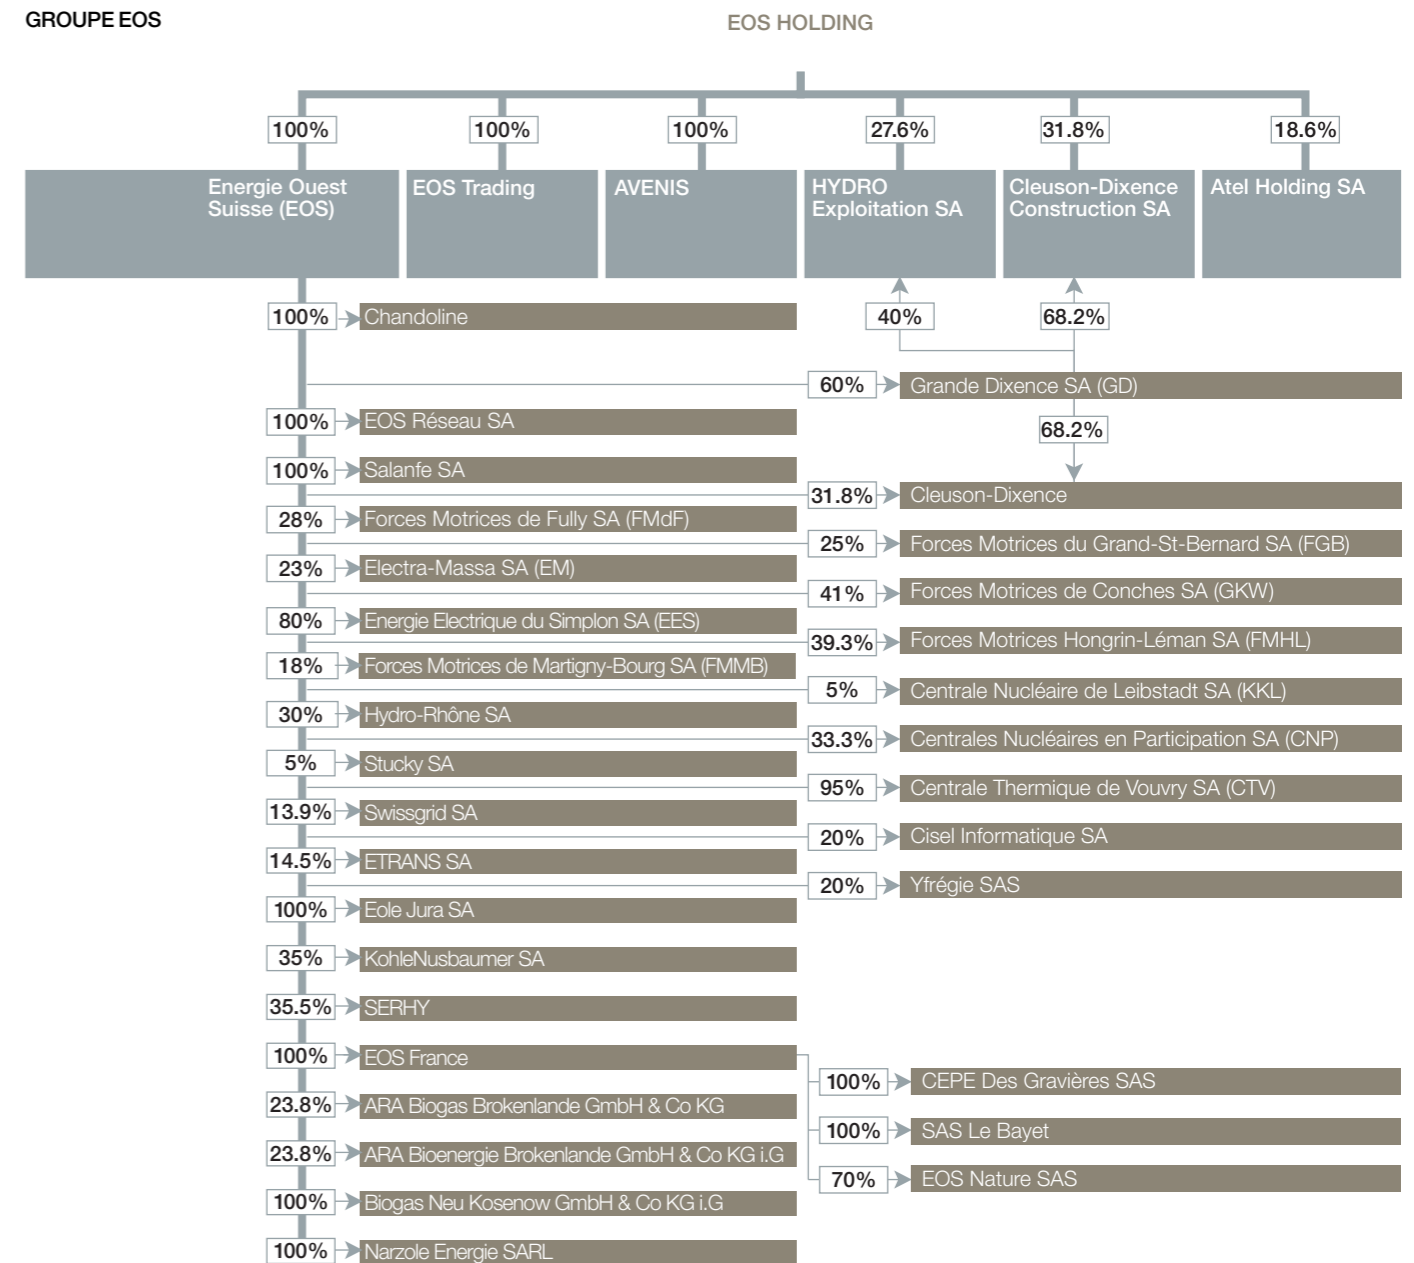 GROUPE EOS
EOS HOLDING
100%
100%
100%
27.6%
31.8%
18.6%
Energie Ouest
Suisse (EOS)
EOS Trading
AVENIS
HYDRO
Exploitation SA
Cleuson-Dixence
Construction SA
Atel Holding SA
100% Chandoline
40%
68.2%
60% Grande Dixence SA (GD)
100% EOS Réseau SA
68.2%
100% Salanfe SA
31.8% Cleuson-Dixence
28% Forces Motrices de Fully SA (FMdF)
25% Forces Motrices du Grand-St-Bernard SA (FGB)
23% Electra-Massa SA (EM)
41% Forces Motrices de Conches SA (GKW)
80% Energie Electrique du Simplon SA (EES)
39.3% Forces Motrices Hongrin-Léman SA (FMHL)
18% Forces Motrices de Martigny-Bourg SA (FMMB)
5% Centrale Nucléaire de Leibstadt SA (KKL)
30% Hydro-Rhône SA
33.3% Centrales Nucléaires en Participation SA (CNP)
5% Stucky SA
95% Centrale Thermique de Vouvry SA (CTV)
13.9% Swissgrid SA
20% Cisel Informatique SA
14.5% ETRANS SA
20% Yfrégie SAS
100% Eole Jura SA
35% KohleNusbaumer SA
35.5% SERHY
100% EOS France
100% CEPE Des Gravières SAS
23.8% ARA Biogas Brokenlande GmbH & Co KG
100% SAS Le Bayet
23.8% ARA Bioenergie Brokenlande GmbH & Co KG i.G
70% EOS Nature SAS
100% Biogas Neu Kosenow GmbH & Co KG i.G
100% Narzole Energie SARL